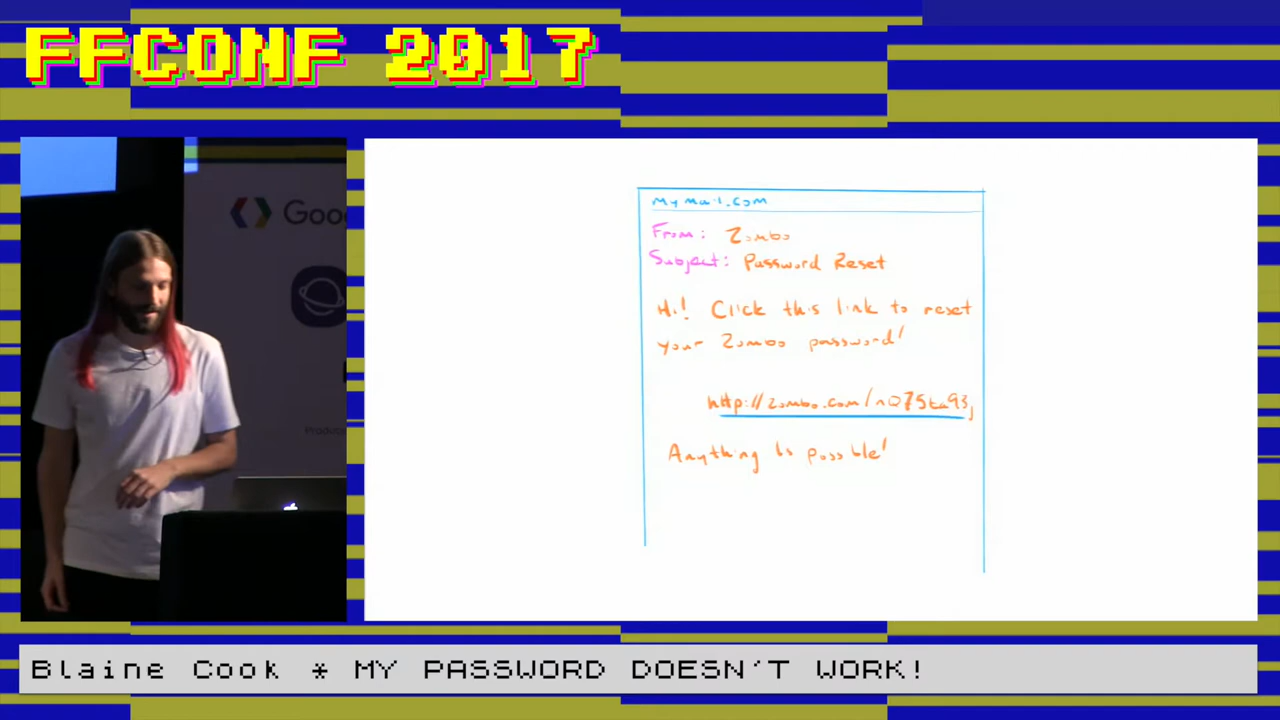 FFCONF 2017
Goo
Produc
mymail.com
From: Zombo
Subject: Password Reset
Hi! Click this link to reset
your Zombo password!
http://zombo.com/
Anything is possible!
Blaine Cook * MY PASSWORD DOESN'T WORK!